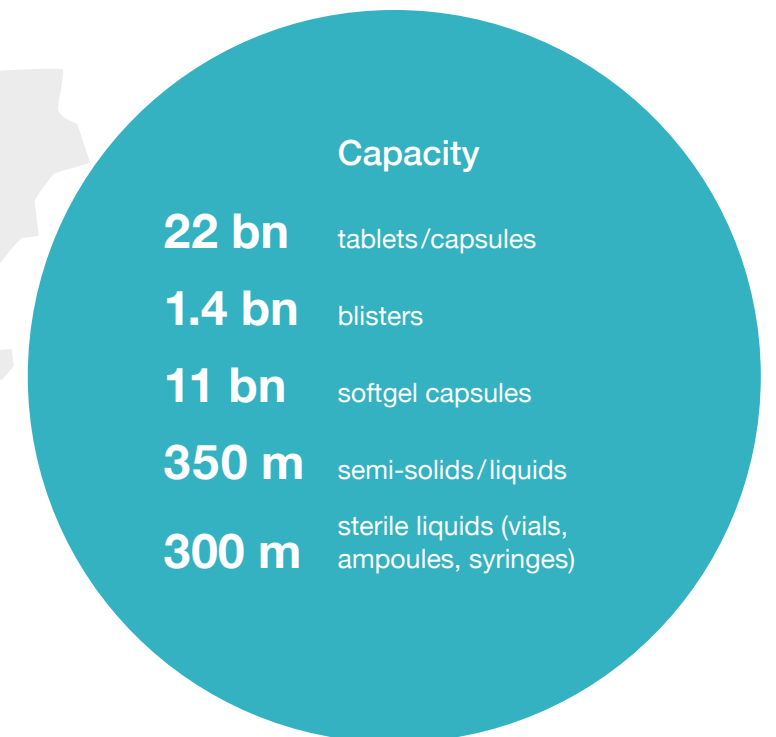 Capacity
22 bn tablets/capsules
1.4 bn blisters
11 bn softgel capsules
350 m semi-solids/liquids
300 m sterile liquids (vials,
ampoules, syringes)